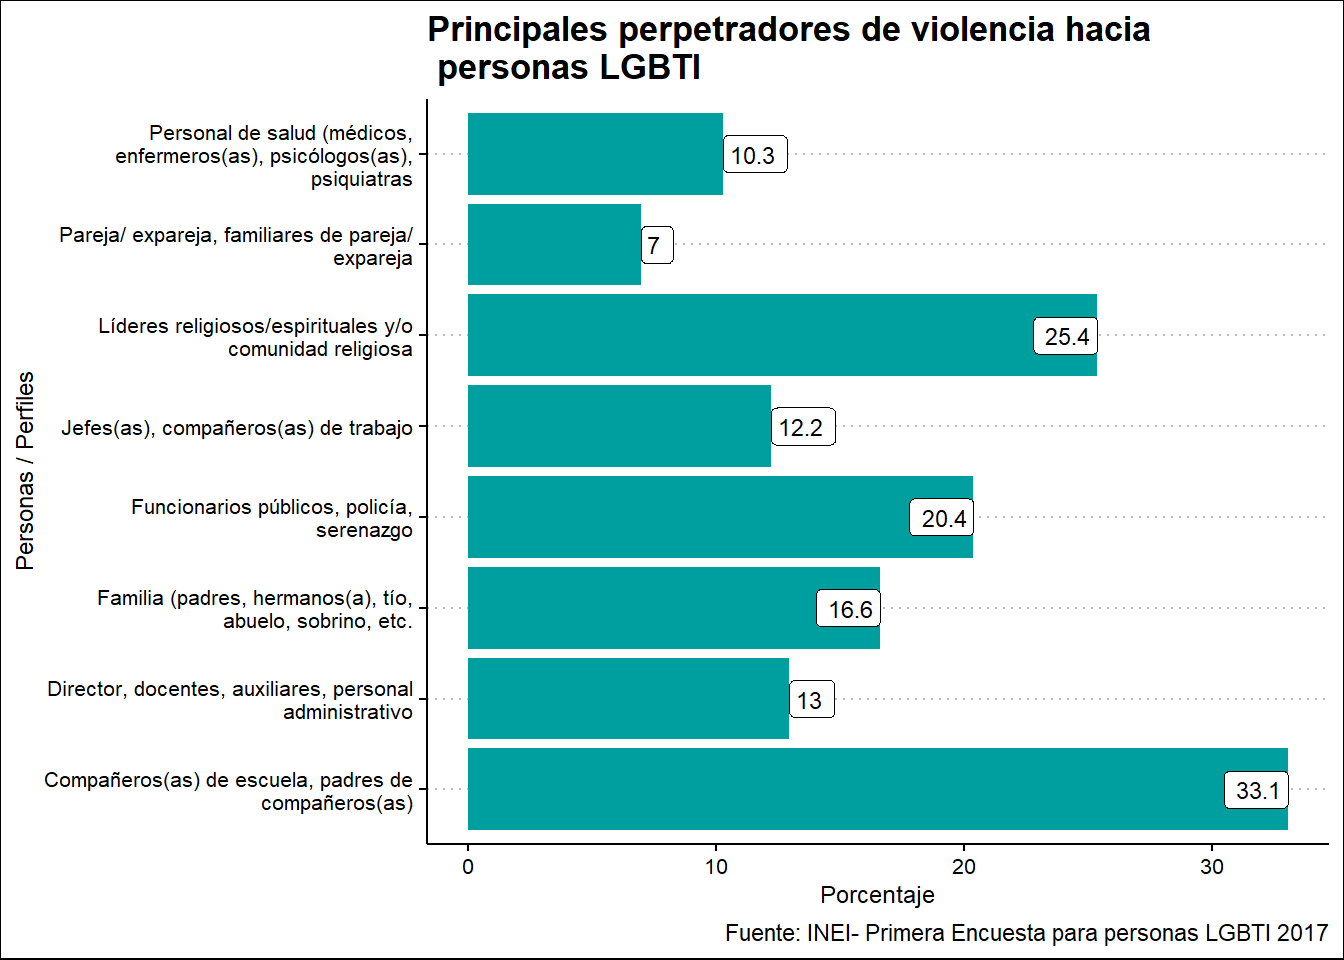 Principales perpetradores de violencia hacia
personas LGBTI
Personal de salud (médicos,
enfermeros(as), psicólogos(as),
psiquiatras
10.3
Pareja/ expareja, familiares de pareja/
expareja
7
Líderes religiosos/espirituales y/o
comunidad religiosa
25.4
Jefes(as), compañeros(as) de trabajo
12.2
Funcionarios públicos, policía,
serenazgo
20.4
Familia (padres, hermanos(a), tío,
abuelo, sobrino, etc.
16.6
Director, docentes, auxiliares, personal
administrativo
13
Compañeros(as) de escuela, padres de
compañeros(as)
33.1
Personas / Perfiles
0 10 20 30
Porcentaje
Fuente: INEI- Primera Encuesta para personas LGBTI 2017